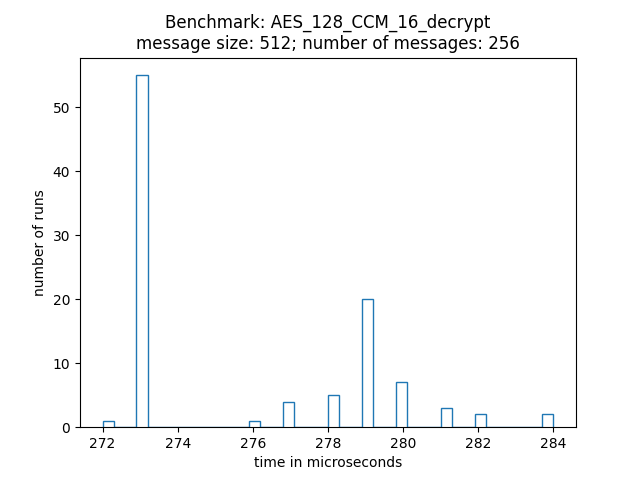 Benchmark: AES_128_CCM_16_decrypt
message size: 512; number of messages: 256
50
40
30
20
10
0
number of runs
272 274 276 278 280 282 284
time in microseconds